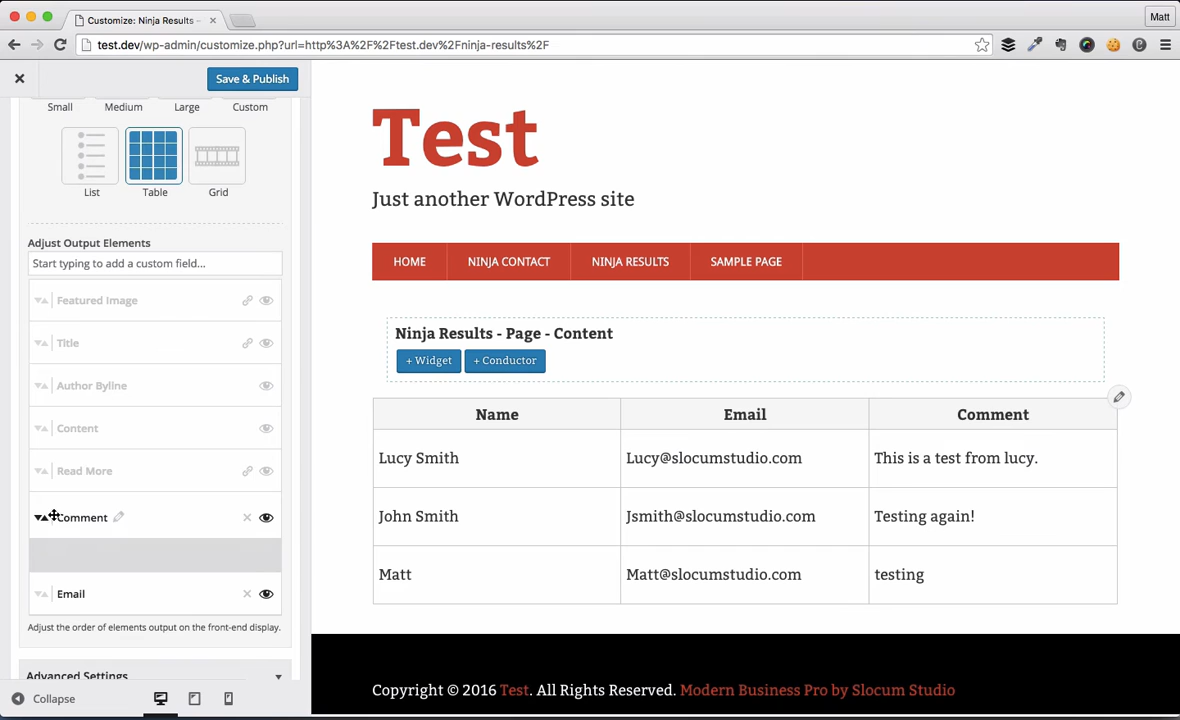 Customize: Ninja Results –
Matt
test.dev/wp-admin/customize.php?url=http%3A%2F%2Ftest.dev%2Fninja-results%2F
Save & Publish
Small Medium Large Custom
List Table Grid
Adjust Output Elements
Start typing to add a custom field...
Featured Image
Title
Author Byline
Content
Read More
Comment
Email
Adjust the order of elements output on the front-end display.
Advanced Settings
Collapse
Test
Just another WordPress site
HOME NINJA CONTACT NINJA RESULTS SAMPLE PAGE
Ninja Results - Page - Content
+ Widget + Conductor
Name Email Comment
Lucy Smith Lucy@slocumstudio.com This is a test from lucy.
John Smith Jsmith@slocumstudio.com Testing again!
Matt Matt@slocumstudio.com testing
Copyright © 2016 Test. All Rights Reserved. Modern Business Pro by Slocum Studio